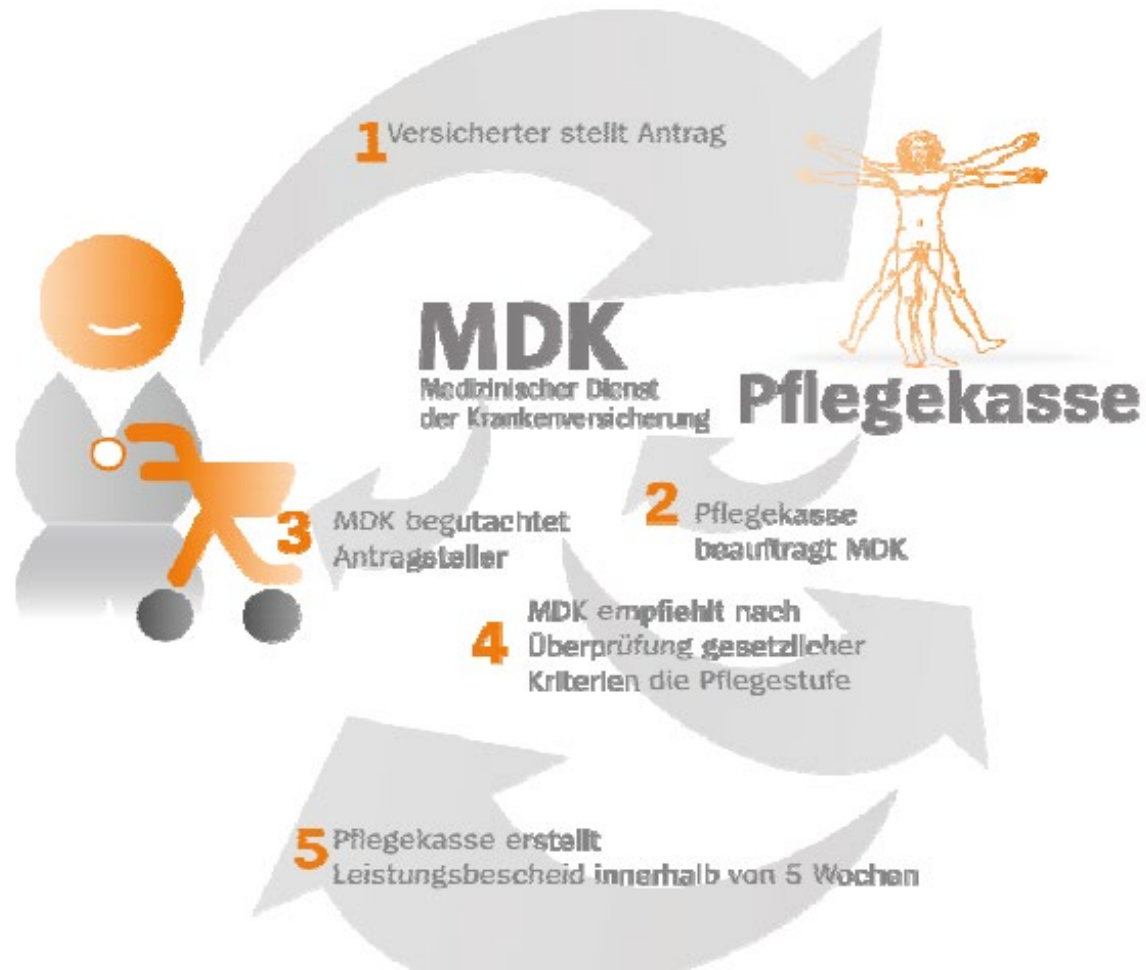 1 Versicherter stellt Antrag
MDK
Medizinischer Dienst
der Krankenversicherung
Pflegekasse
2 Pflegekasse
beauftragt MDK
3 MDK begutachtet
Antragsteller
4 MDK empfiehlt nach
Überprüfung gesetzlicher
Kriterien die Pflegestufe
5 Pflegekasse erstellt
Leistungsbescheid innerhalb von 5 Wochen